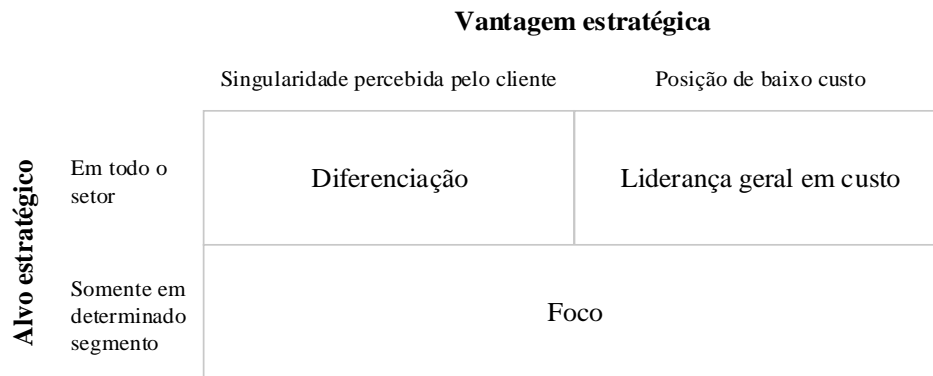 Vantagem estratégica
Singularidade percebida pelo cliente
Posição de baixo custo
Alvo estratégico
Em todo o
setor
Diferenciação
Liderança geral em custo
Somente em
determinado
segmento
Foco